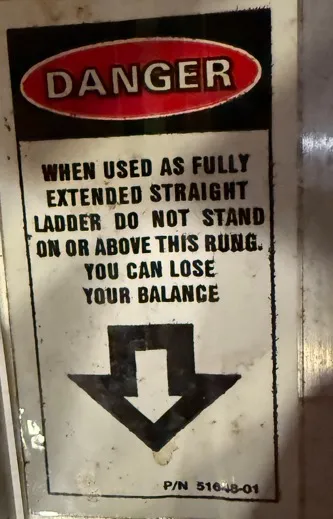 DANGER
WHEN USED AS FULLY
EXTENDED STRAIGHT
LADDER DO NOT STAND
ON OR ABOVE THIS RUNG.
YOU CAN LOSE
YOUR BALANCE
P/N